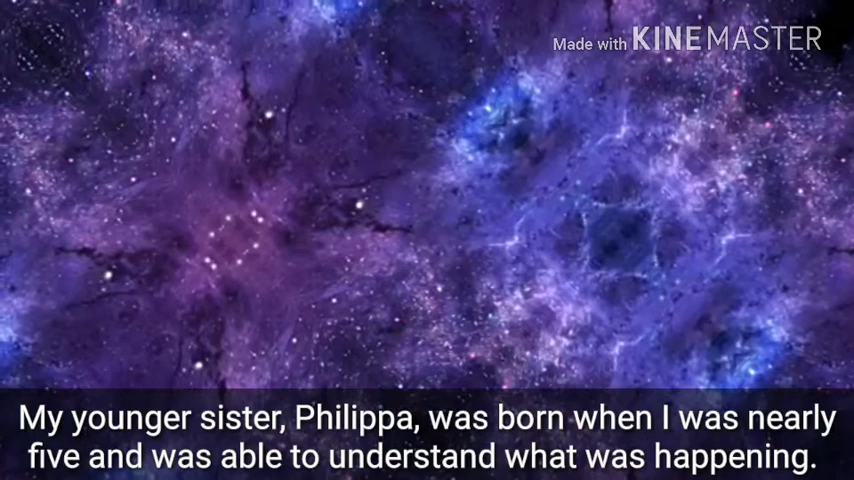 Made with KINEMASTER
My younger sister, Philippa, was born when I was nearly
five and was able to understand what was happening.